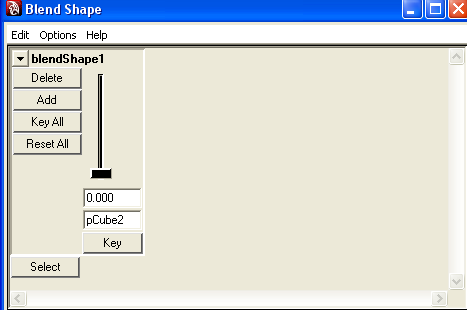 Blend Shape
Edit Options Help
blendShape1
Delete
Add
Key All
Reset All
0.000
pCube2
Key
Select